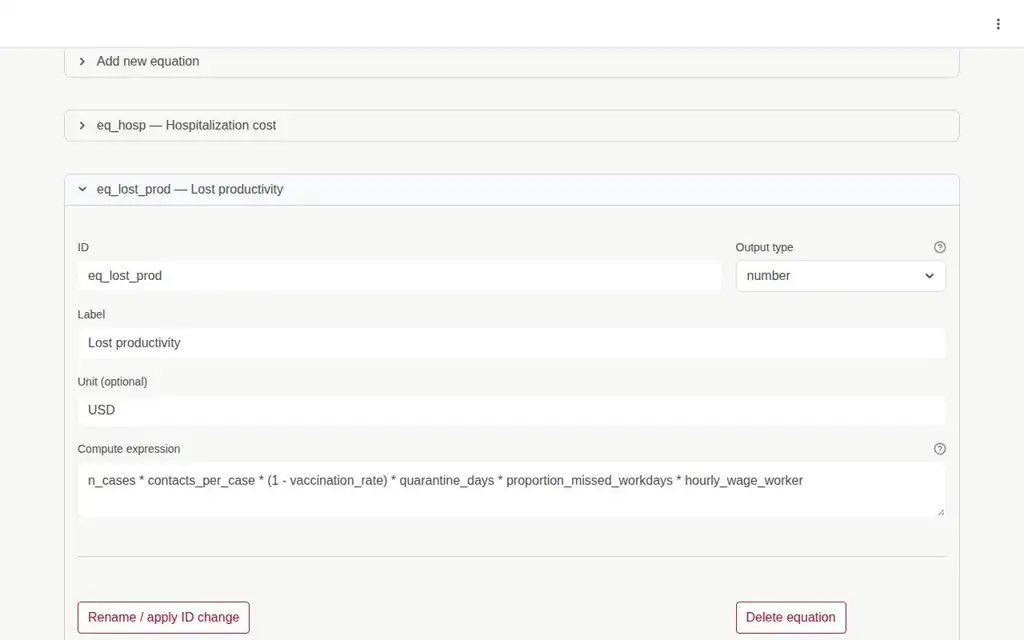 Add new equation
eq_hosp — Hospitalization cost
eq_lost_prod — Lost productivity
ID
Output type
eq_lost_prod
number
Label
Lost productivity
Unit (optional)
USD
Compute expression
n_cases * contacts_per_case * (1 - vaccination_rate) * quarantine_days * proportion_missed_workdays * hourly_wage_worker
Rename / apply ID change
Delete equation